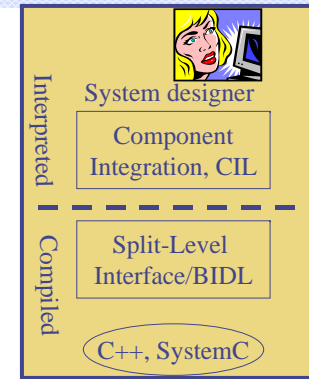 Interpreted
System designer
Component
Integration, CIL
Compiled
Split-Level
Interface/BIDL
C++, SystemC